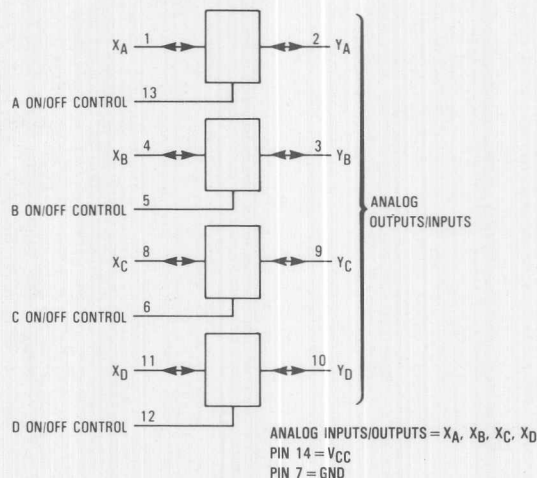 X_A 1 2 Y_A
A ON/OFF CONTROL 13
X_B 4 3 Y_B
B ON/OFF CONTROL 5
ANALOG
OUTPUTS/INPUTS
X_C 8 9 Y_C
C ON/OFF CONTROL 6
X_D 11 10 Y_D
D ON/OFF CONTROL 12
ANALOG INPUTS/OUTPUTS = X_A, X_B, X_C, X_D
PIN 14 = V_CC
PIN 7 = GND